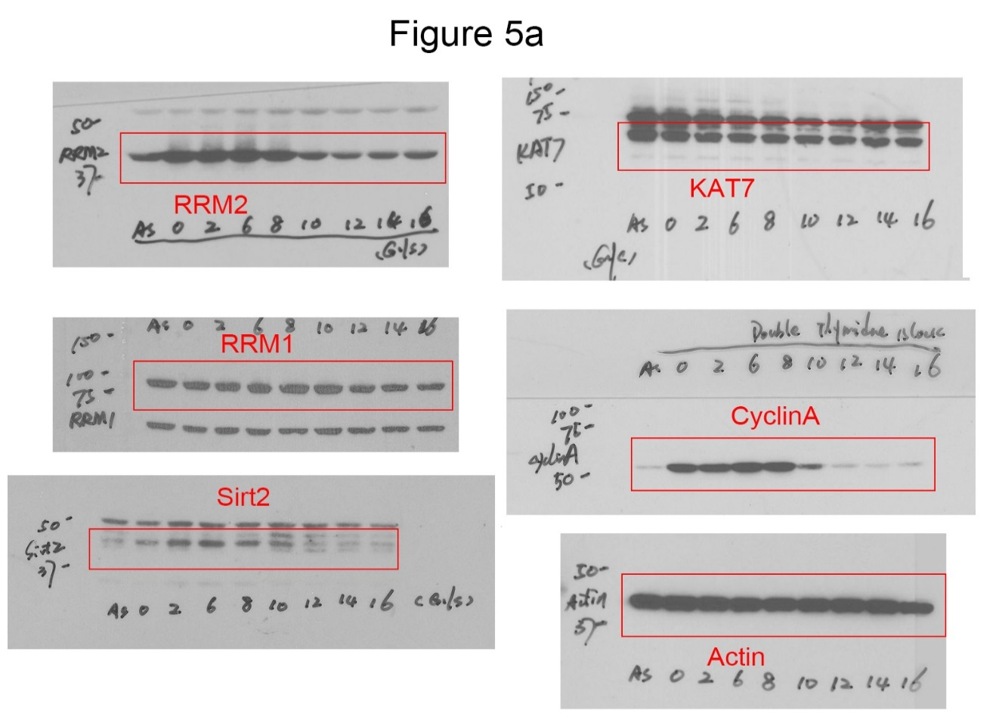 Figure 5a
50-
RRM2
37-
RRM2
As 0 2 6 8 10 12 14 16
(G1/S)
150-
75-
KAT7
50-
KAT7
As 0 2 6 8 10 12 14 16
As 0 2 6 8 10 12 14 16
150-
RRM1
100-
75-
RRM1
Double Thymidine Block
As 0 2 6 8 10 12 14 16
100-
CyclinA
75-
cyclinA
50-
Sirt2
50-
Sirt2
37-
As 0 2 6 8 10 12 14 16 (G1/S)
50-
Actin
37-
Actin
As 0 2 6 8 10 12 14 16